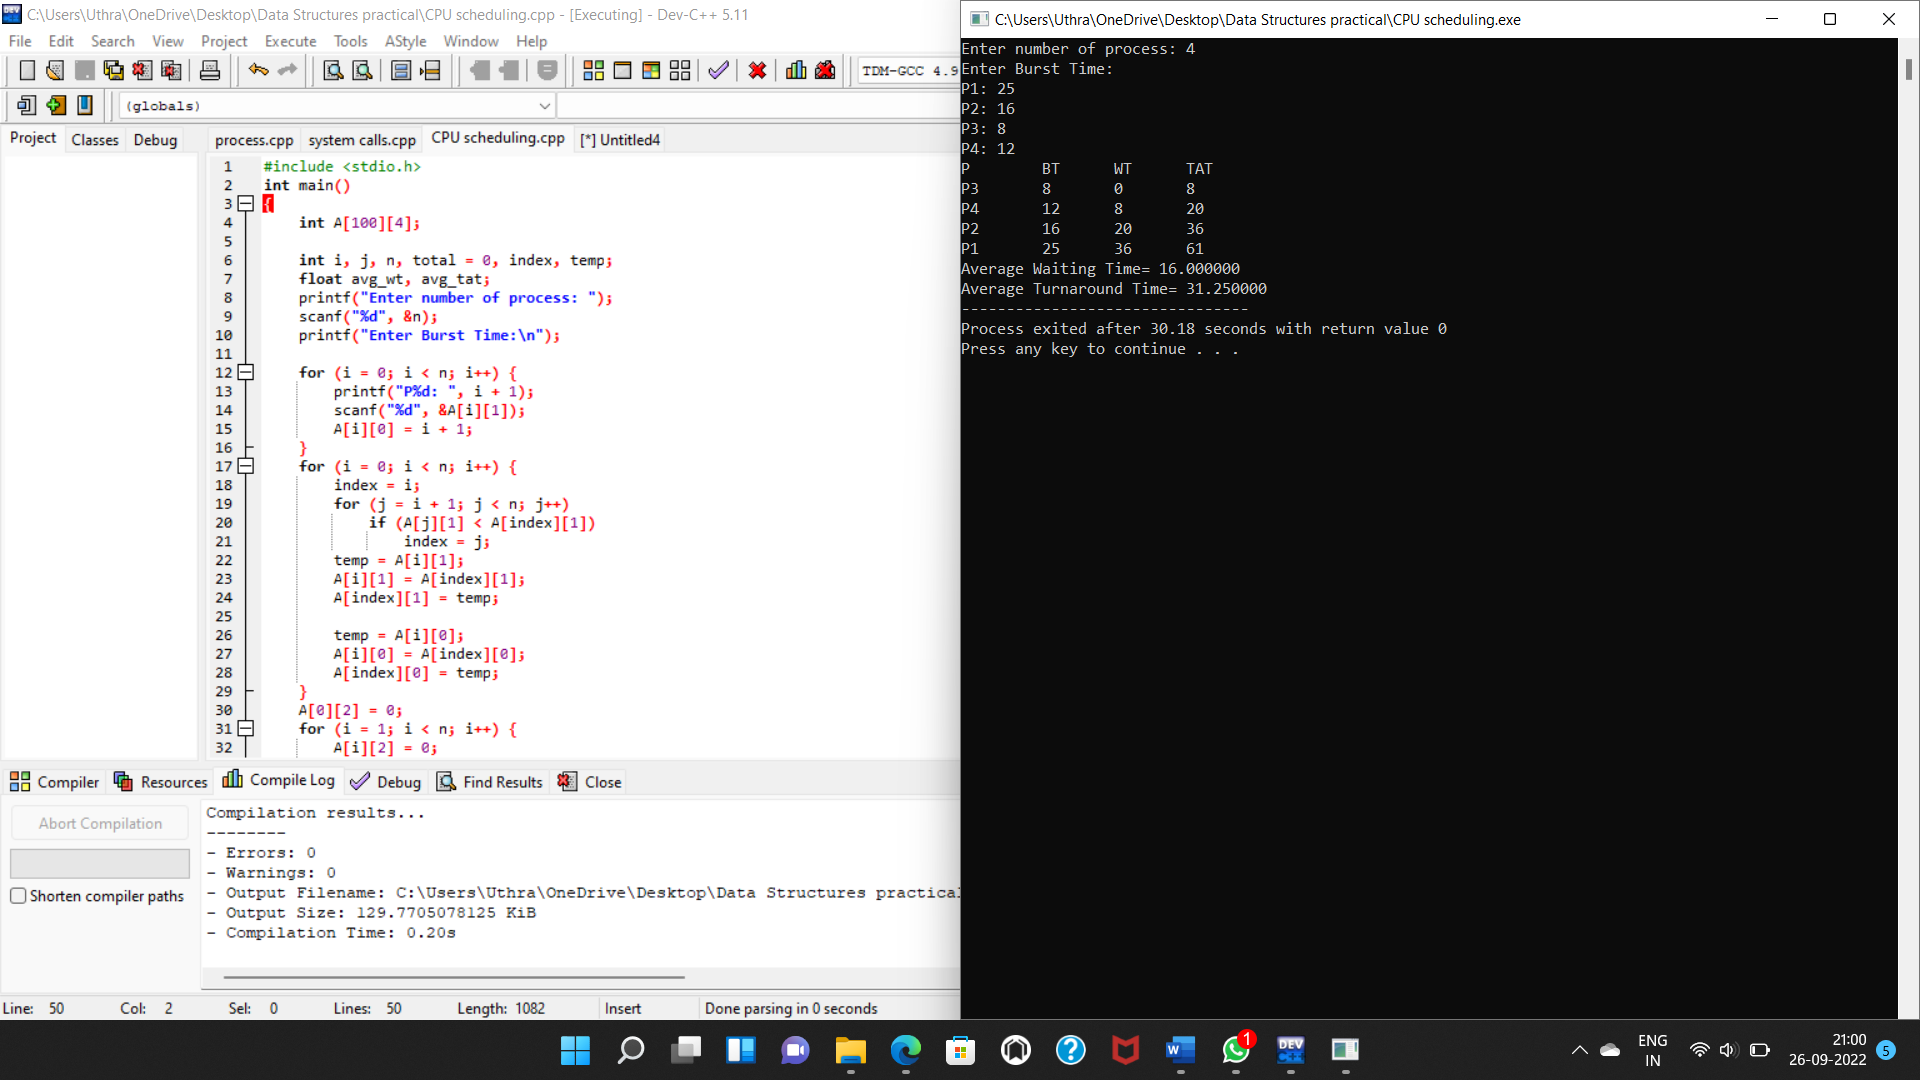 C:\Users\Uthra\OneDrive\Desktop\Data Structures practical\CPU scheduling.cpp - [Executing] - Dev-C++ 5.11
File Edit Search View Project Execute Tools AStyle Window Help
TDM-GCC 4.9
(globals)
Project Classes Debug
process.cpp system calls.cpp CPU scheduling.cpp [*] Untitled4
1 #include <stdio.h>
2 int main()
3 {
4 int A[100][4];
5
6 int i, j, n, total = 0, index, temp;
7 float avg_wt, avg_tat;
8 printf("Enter number of process: ");
9 scanf("%d", &n);
10 printf("Enter Burst Time:\n");
11
12 for (i = 0; i < n; i++) {
13 printf("P%d: ", i + 1);
14 scanf("%d", &A[i][1]);
15 A[i][0] = i + 1;
16 }
17 for (i = 0; i < n; i++) {
18 index = i;
19 for (j = i + 1; j < n; j++)
20 if (A[j][1] < A[index][1])
21 index = j;
22 temp = A[i][1];
23 A[i][1] = A[index][1];
24 A[index][1] = temp;
25
26 temp = A[i][0];
27 A[i][0] = A[index][0];
28 A[index][0] = temp;
29 }
30 A[0][2] = 0;
31 for (i = 1; i < n; i++) {
32 A[i][2] = 0;
Compiler Resources Compile Log Debug Find Results Close
Abort Compilation
Shorten compiler paths
Compilation results...
--------
- Errors: 0
- Warnings: 0
- Output Filename: C:\Users\Uthra\OneDrive\Desktop\Data Structures practical
- Output Size: 129.7705078125 KiB
- Compilation Time: 0.20s
Line: 50 Col: 2 Sel: 0 Lines: 50 Length: 1082 Insert Done parsing in 0 seconds
C:\Users\Uthra\OneDrive\Desktop\Data Structures practical\CPU scheduling.exe
Enter number of process: 4
Enter Burst Time:
P1: 25
P2: 16
P3: 8
P4: 12
P BT WT TAT
P3 8 0 8
P4 12 8 20
P2 16 20 36
P1 25 36 61
Average Waiting Time= 16.000000
Average Turnaround Time= 31.250000
--------------------------------
Process exited after 30.18 seconds with return value 0
Press any key to continue . . .
W
1
DEV
C++
ENG
IN
21:00
26-09-2022
5